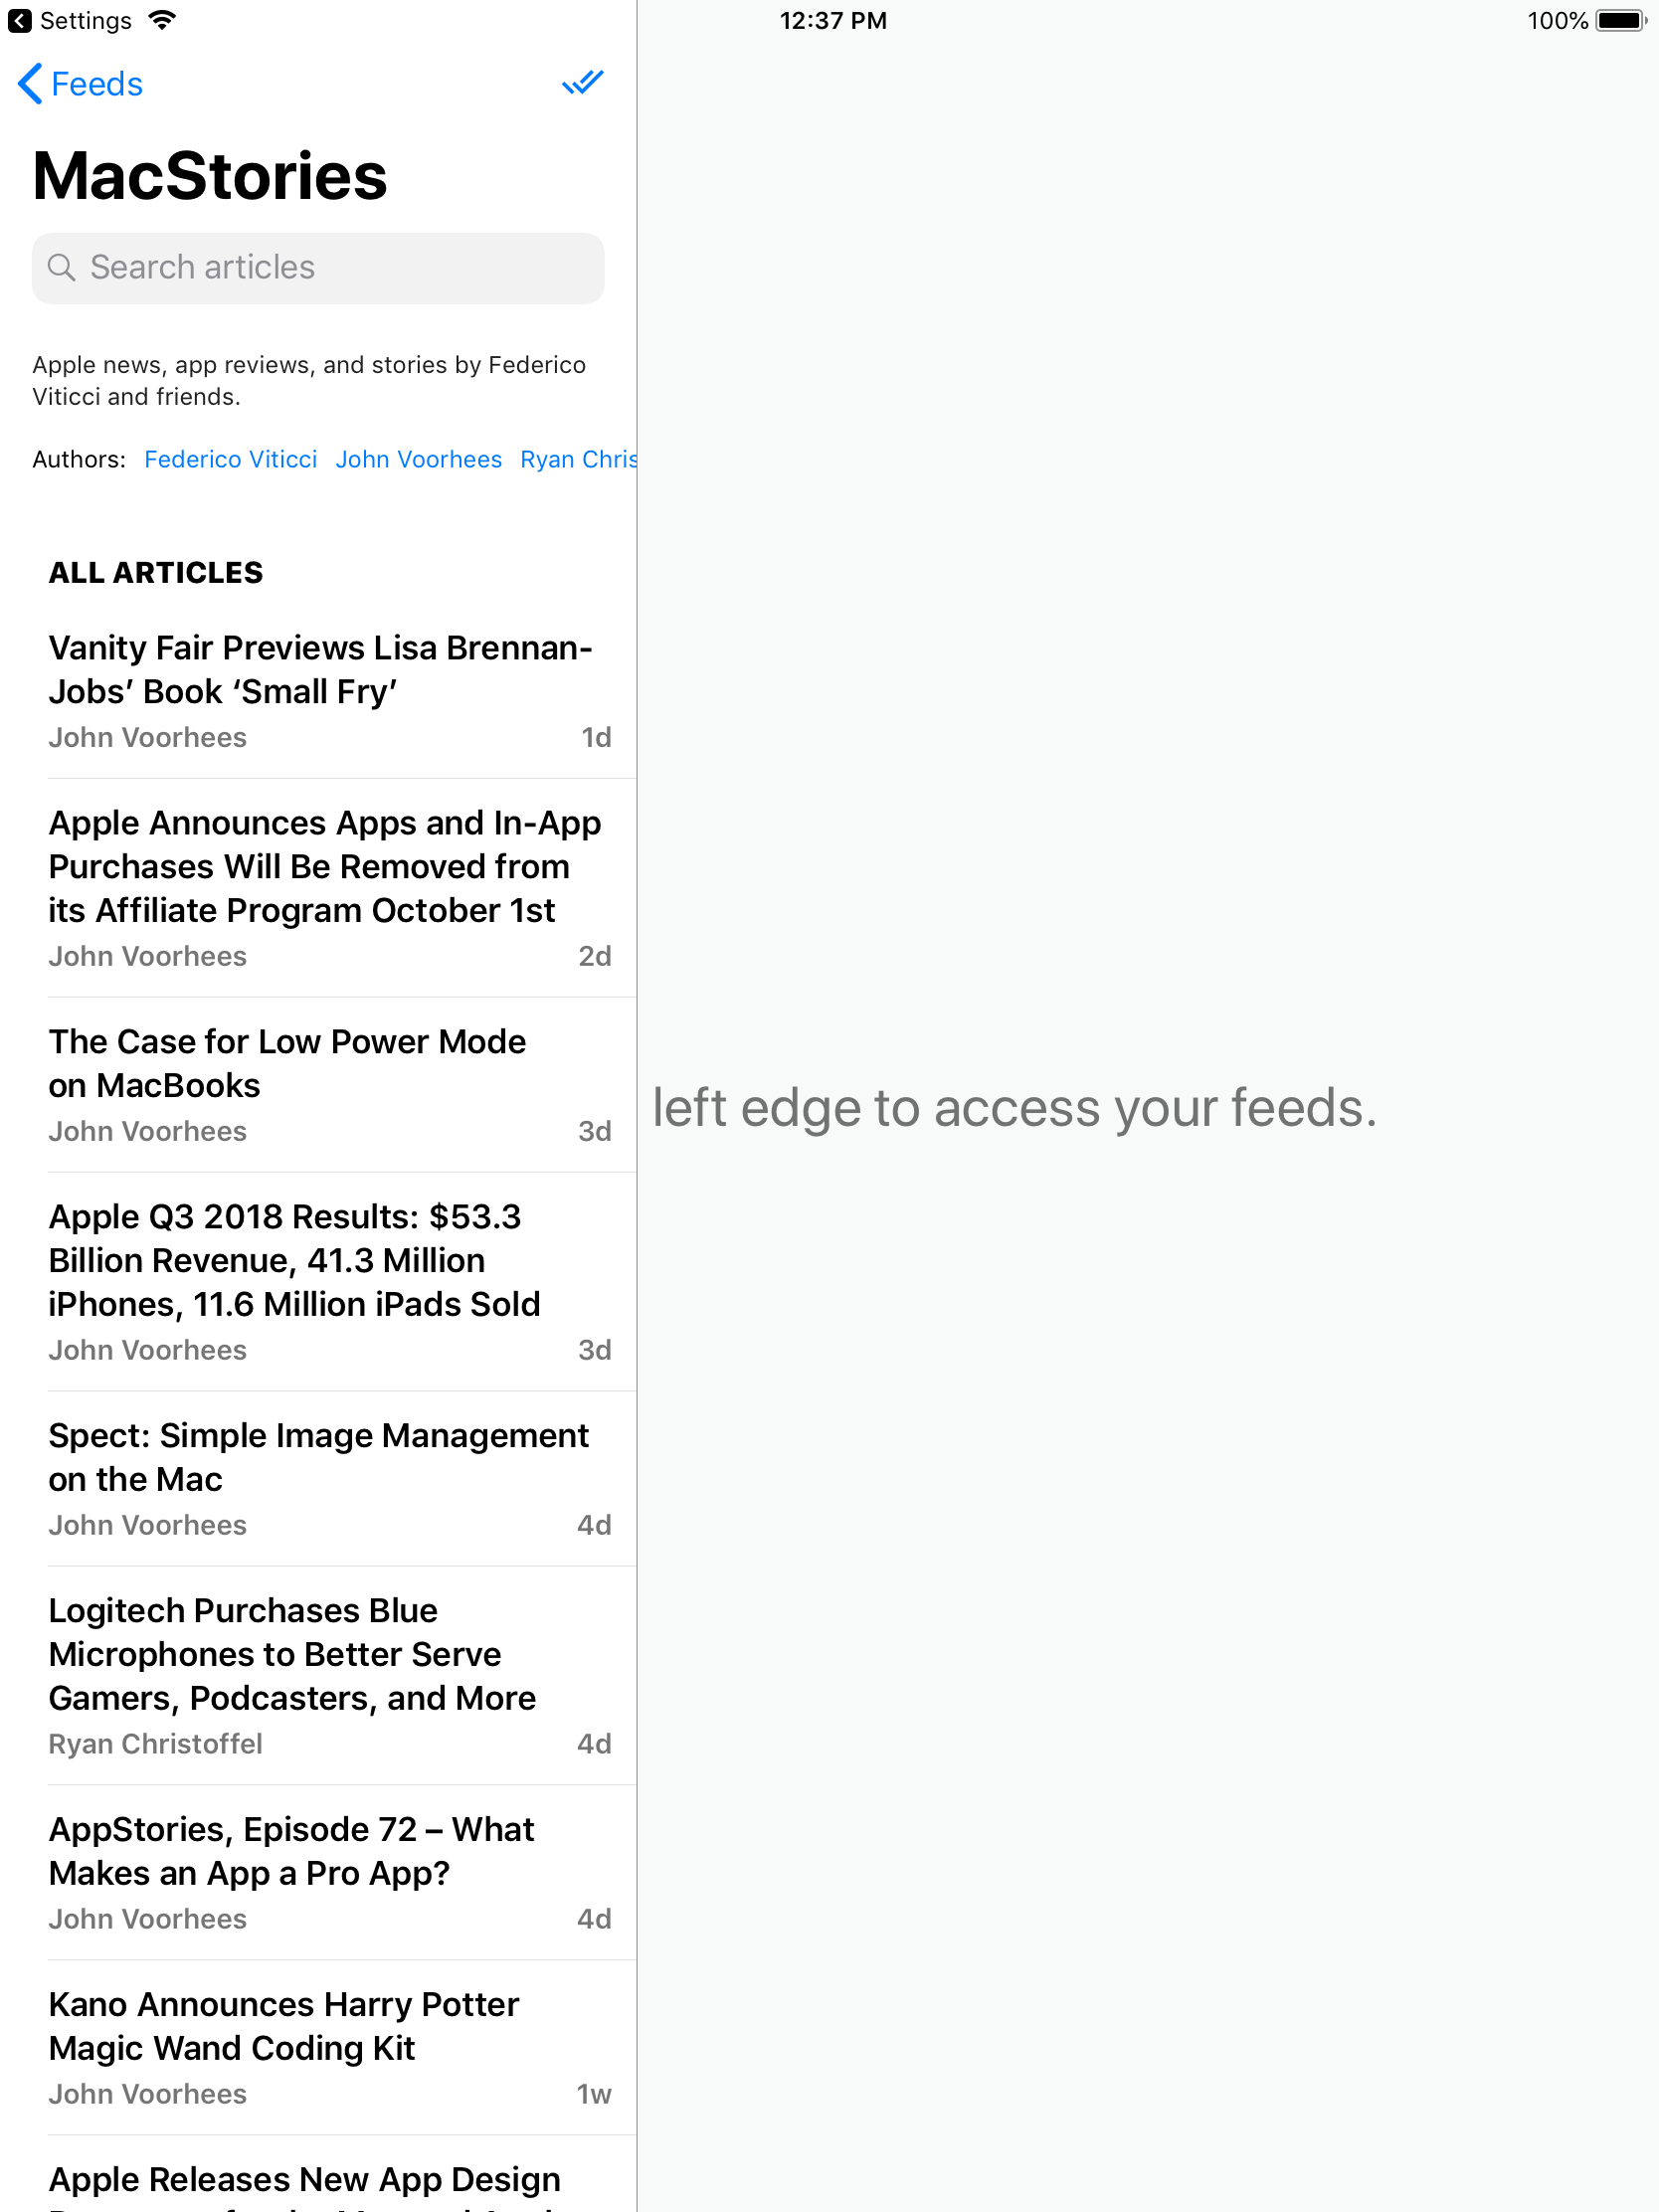 Settings 12:37 PM 100%
Feeds
MacStories
Search articles
Apple news, app reviews, and stories by Federico
Viticci and friends.
Authors: Federico Viticci John Voorhees Ryan Chris
ALL ARTICLES
Vanity Fair Previews Lisa Brennan-
Jobs’ Book ‘Small Fry’
John Voorhees 1d
Apple Announces Apps and In-App
Purchases Will Be Removed from
its Affiliate Program October 1st
John Voorhees 2d
The Case for Low Power Mode
on MacBooks
John Voorhees 3d
left edge to access your feeds.
Apple Q3 2018 Results: $53.3
Billion Revenue, 41.3 Million
iPhones, 11.6 Million iPads Sold
John Voorhees 3d
Spect: Simple Image Management
on the Mac
John Voorhees 4d
Logitech Purchases Blue
Microphones to Better Serve
Gamers, Podcasters, and More
Ryan Christoffel 4d
AppStories, Episode 72 – What
Makes an App a Pro App?
John Voorhees 4d
Kano Announces Harry Potter
Magic Wand Coding Kit
John Voorhees 1w
Apple Releases New App Design